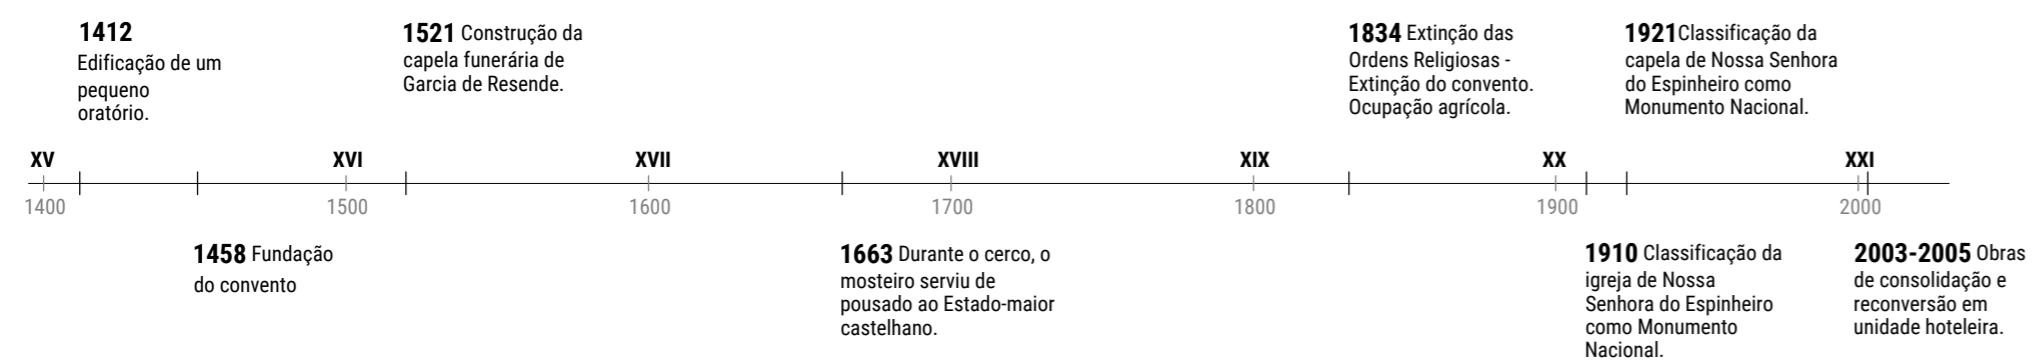 1412
Edificação de um
pequeno
oratório.
1521 Construção da
capela funerária de
Garcia de Resende.
1834 Extinção das
Ordens Religiosas -
Extinção do convento.
Ocupação agrícola.
1921Classificação da
capela de Nossa Senhora
do Espinheiro como
Monumento Nacional.
XV XVI XVII XVIII XIX XX XXI
1400 1500 1600 1700 1800 1900 2000
1458 Fundação
do convento
1663 Durante o cerco, o
mosteiro serviu de
pousado ao Estado-maior
castelhano.
1910 Classificação da
igreja de Nossa
Senhora do Espinheiro
como Monumento
Nacional.
2003-2005 Obras
de consolidação e
reconversão em
unidade hoteleira.